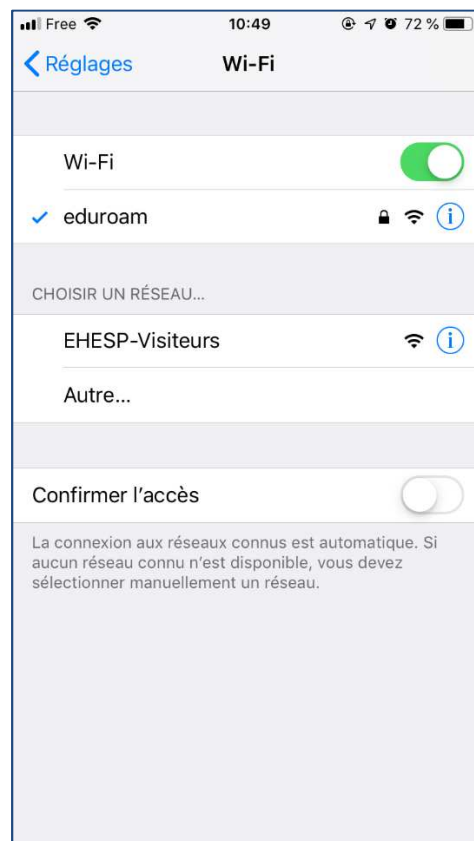 Free 10:49 72 %
Réglages Wi-Fi
Wi-Fi
eduroam
CHOISIR UN RÉSEAU...
EHESP-Visiteurs
Autre...
Confirmer l'accès
La connexion aux réseaux connus est automatique. Si
aucun réseau connu n'est disponible, vous devez
sélectionner manuellement un réseau.